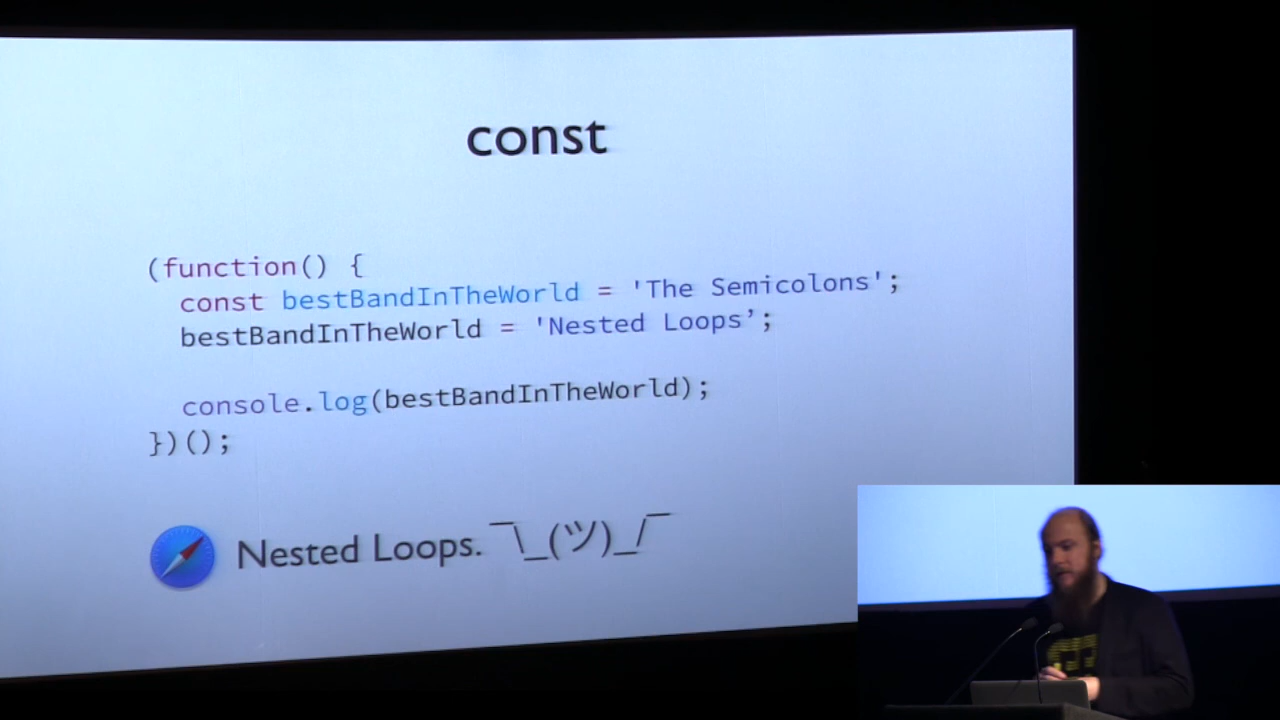 const
(function() {
const bestBandInTheWorld = 'The Semicolons';
bestBandInTheWorld = 'Nested Loops’;
console.log(bestBandInTheWorld);
})();
Nested Loops. ¯\_(ツ)_/¯